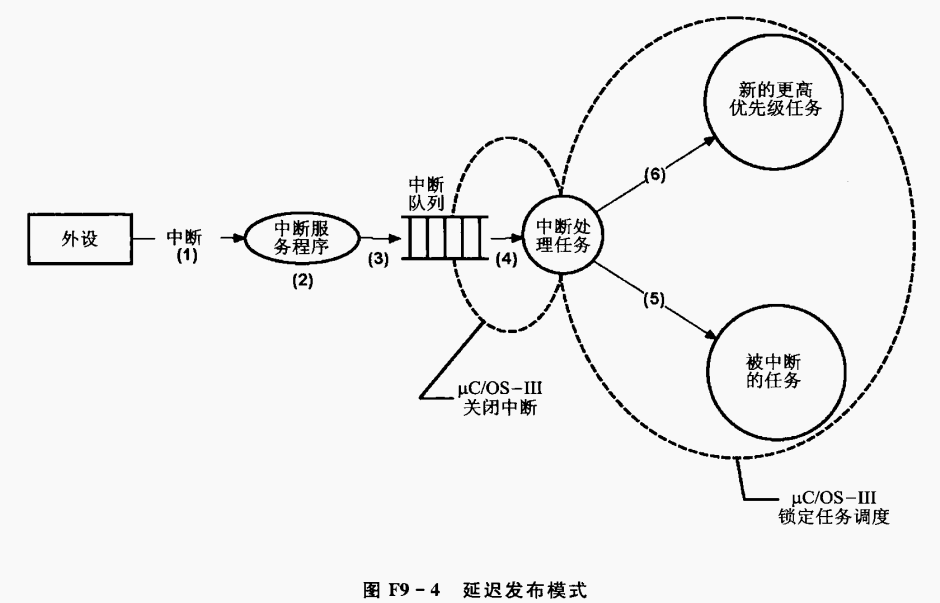 新的更高
优先级任务
(6)
中断
队列
外设
中断
(1)
中断服
务程序
(2)
(3)
(4)
中断处
理任务
(5)
被中断
的任务
μC/OS-III
关闭中断
μC/OS-III
锁定任务调度
图 F9-4 延迟发布模式